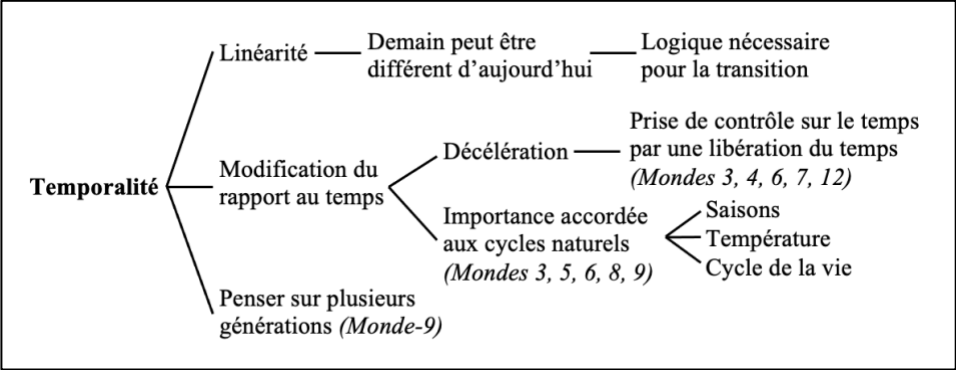 Temporalité
Linéarité
Demain peut être
différent d’aujourd’hui
Logique nécessaire
pour la transition
Modification du
rapport au temps
Décélération
Prise de contrôle sur le temps
par une libération du temps
(Mondes 3, 4, 6, 7, 12)
Importance accordée
aux cycles naturels
(Mondes 3, 5, 6, 8, 9)
Saisons
Température
Cycle de la vie
Penser sur plusieurs
générations (Monde-9)